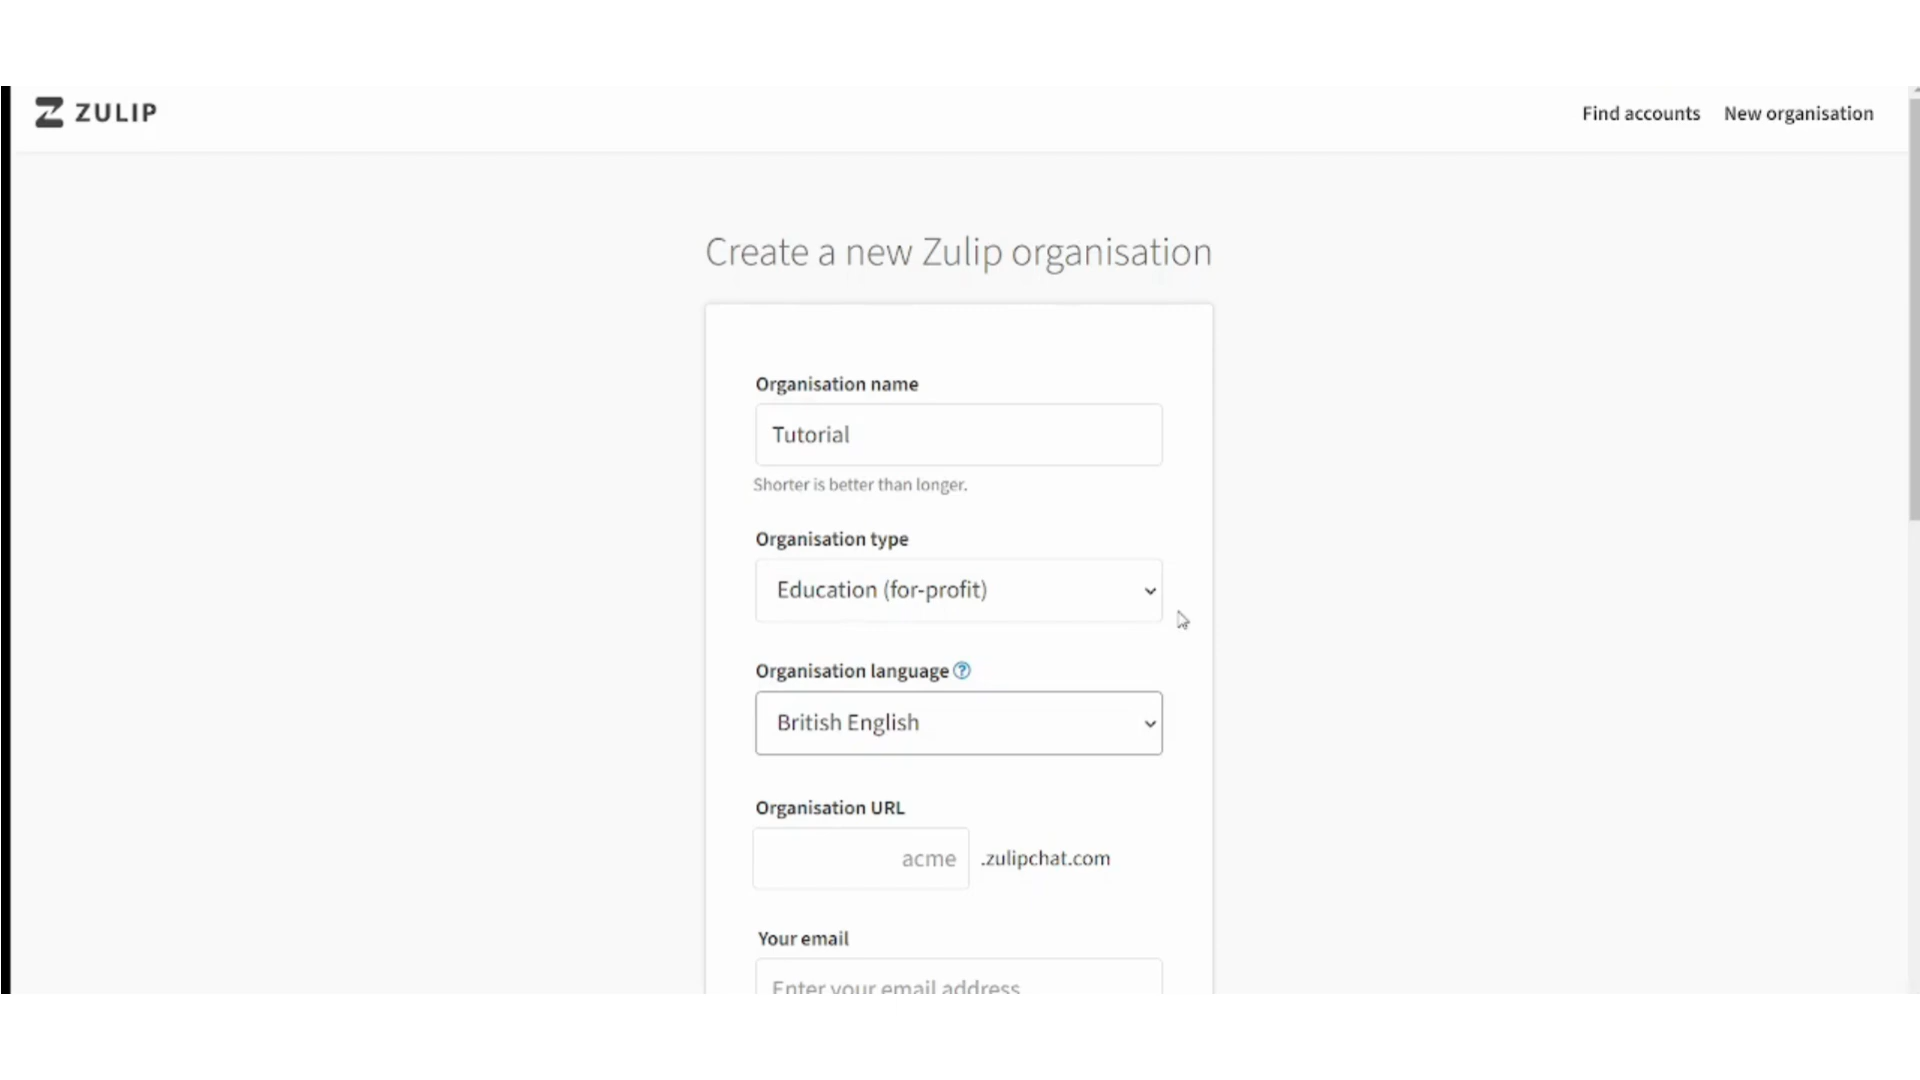 ZULIP
Find accounts New organisation
Create a new Zulip organisation
Organisation name
Tutorial
Shorter is better than longer.
Organisation type
Education (for-profit)
Organisation language ?
British English
Organisation URL
acme .zulipchat.com
Your email
Enter your email address